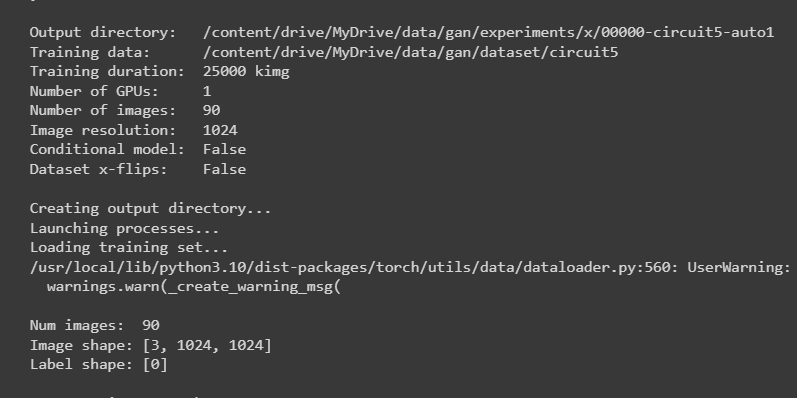 Output directory: /content/drive/MyDrive/data/gan/experiments/x/00000-circuit5-auto1
Training data: /content/drive/MyDrive/data/gan/dataset/circuit5
Training duration: 25000 kimg
Number of GPUs: 1
Number of images: 90
Image resolution: 1024
Conditional model: False
Dataset x-flips: False
Creating output directory...
Launching processes...
Loading training set...
/usr/local/lib/python3.10/dist-packages/torch/utils/data/dataloader.py:560: UserWarning:
warnings.warn(_create_warning_msg(
Num images: 90
Image shape: [3, 1024, 1024]
Label shape: [0]